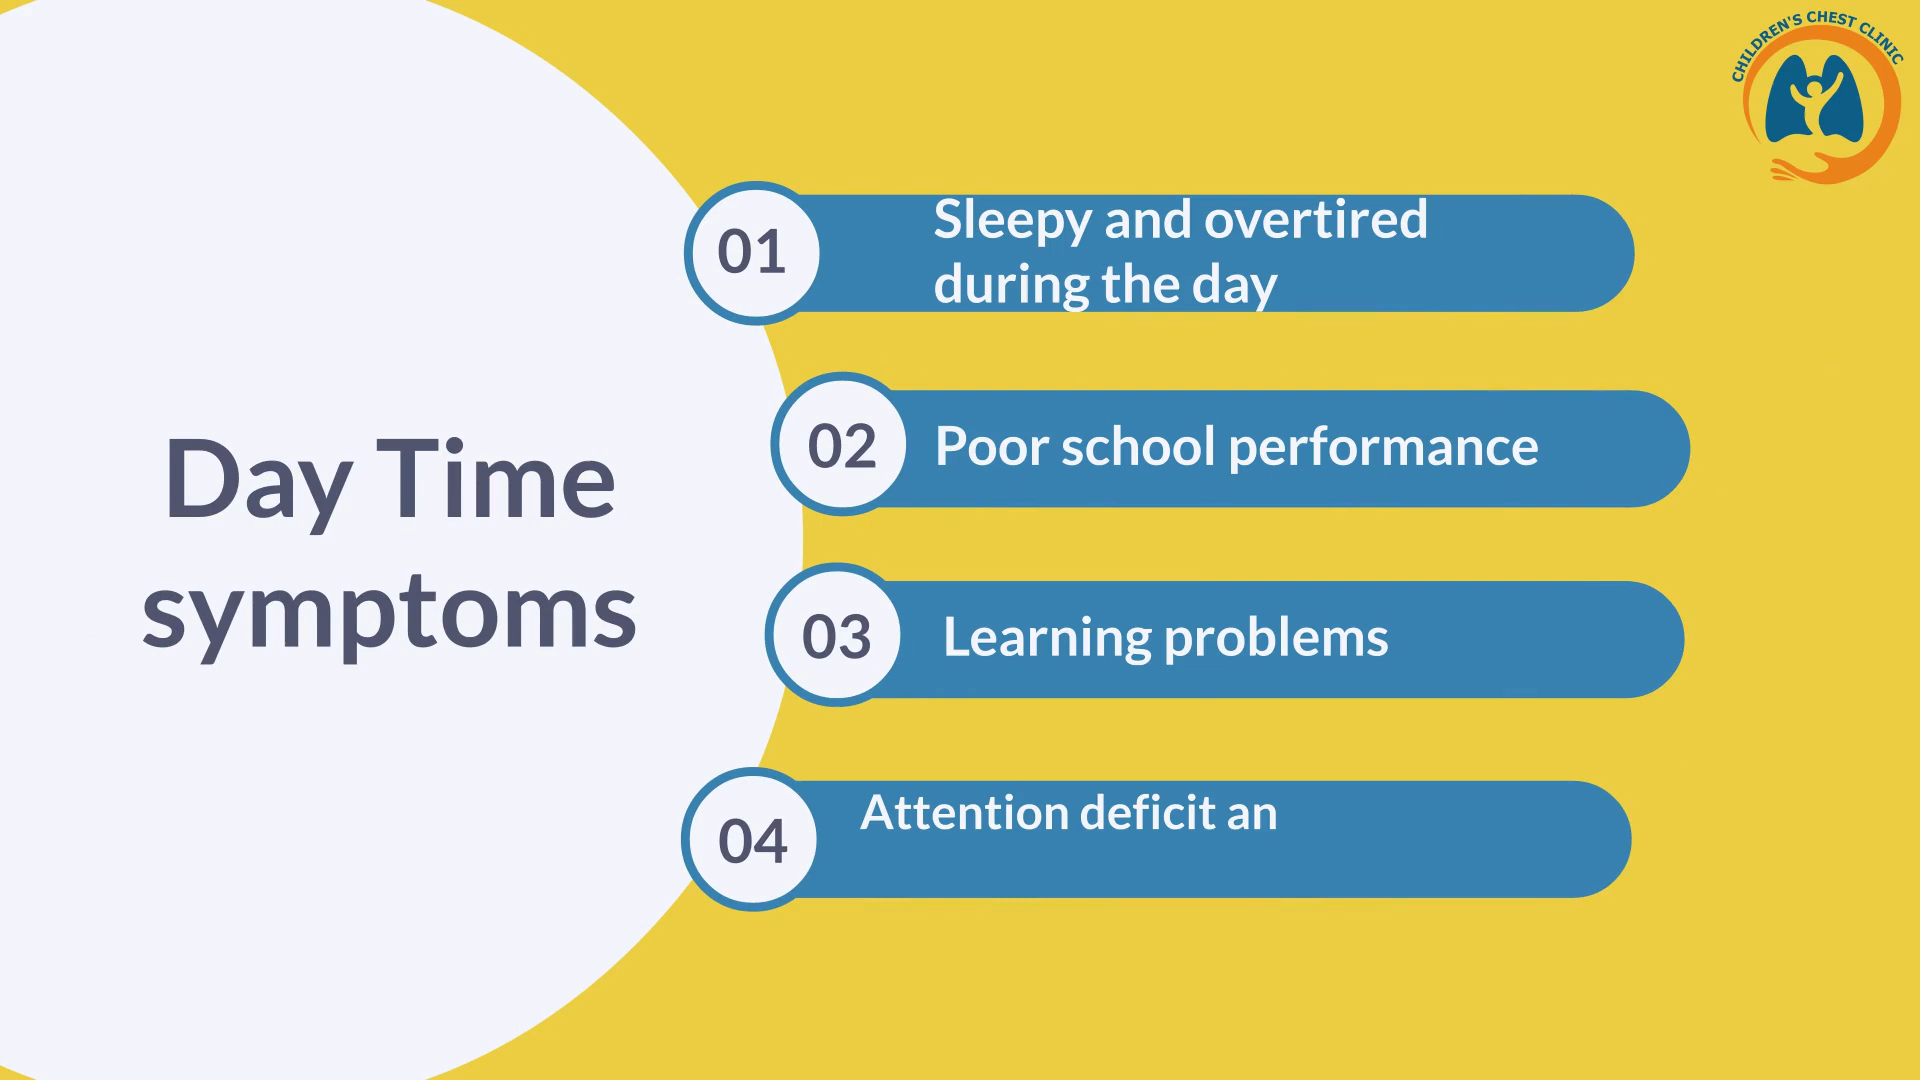 CHILDREN'S CHEST CLINIC
Day Time
symptoms
01
Sleepy and overtired
during the day
02
Poor school performance
03
Learning problems
04
Attention deficit an